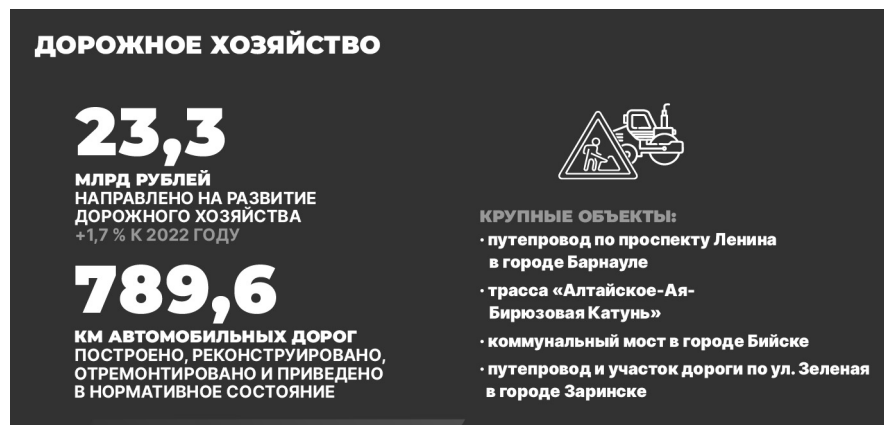 ДОРОЖНОЕ ХОЗЯЙСТВО
23,3
МЛРД РУБЛЕЙ
НАПРАВЛЕНО НА РАЗВИТИЕ
ДОРОЖНОГО ХОЗЯЙСТВА
+1,7 % К 2022 ГОДУ
789,6
КМ АВТОМОБИЛЬНЫХ ДОРОГ
ПОСТРОЕНО, РЕКОНСТРУИРОВАНО,
ОТРЕМОНТИРОВАНО И ПРИВЕДЕНО
В НОРМАТИВНОЕ СОСТОЯНИЕ
КРУПНЫЕ ОБЪЕКТЫ:
· путепровод по проспекту Ленина
в городе Барнауле
· трасса «Алтайское-Ая-
Бирюзовая Катунь»
· коммунальный мост в городе Бийске
· путепровод и участок дороги по ул. Зеленая
в городе Заринске